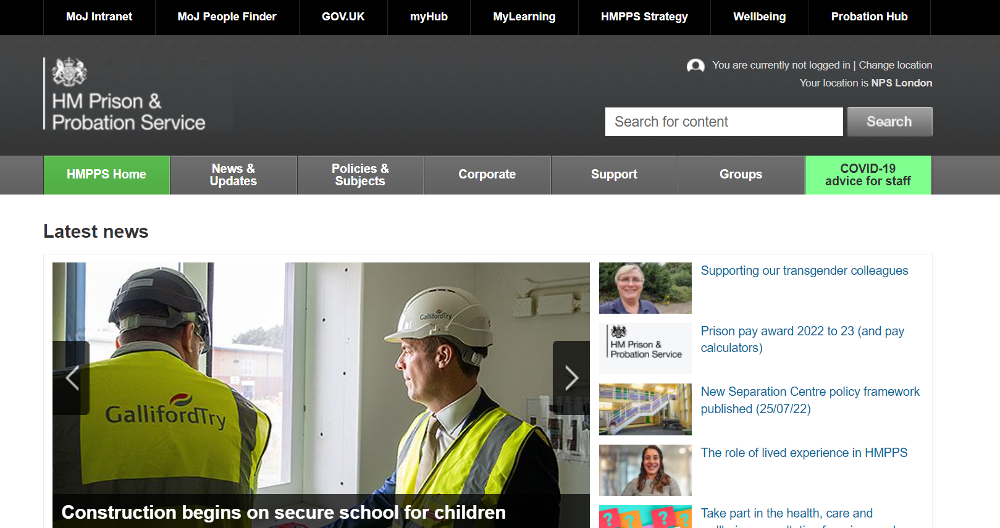 MoJ Intranet
MoJ People Finder
GOV.UK
myHub
MyLearning
HMPPS Strategy
Wellbeing
Probation Hub
HM Prison &
Probation Service
You are currently not logged in | Change location
Your location is NPS London
Search for content
Search
HMPPS Home
News &
Updates
Policies &
Subjects
Corporate
Support
Groups
COVID-19
advice for staff
Latest news
GallifordTry
GallifordTry
Construction begins on secure school for children
Supporting our transgender colleagues
HM Prison &
Probation Service
Prison pay award 2022 to 23 (and pay
calculators)
New Separation Centre policy framework
published (25/07/22)
The role of lived experience in HMPPS
? ? ? ?
Take part in the health, care and